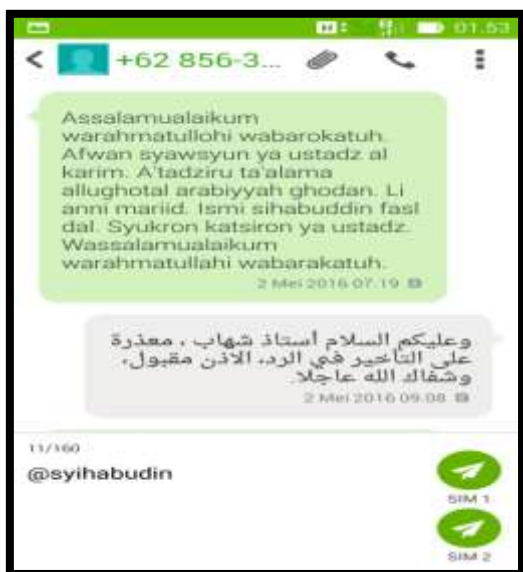 01.53
+62 856-3...
Assalamualaikum
warahmatullohi wabarokatuh.
Afwan syawsyun ya ustadz al
karim. A'tadziru ta'alama
allughotal arabiyyah ghodan. Li
anni mariid. Ismi sihabuddin fasl
dal. Syukron katsiron ya ustadz.
Wassalamualaikum
warahmatullahi wabarakatuh.
2 Mei 2016 07.19
وعليكم السلام أستاذ شهاب ، معذرة
على التأخير في الرد، الاذن مقبول،
وشفاك الله عاجلا.
2 Mei 2016 09.08
11/160
@syihabudin
SIM 1
SIM 2